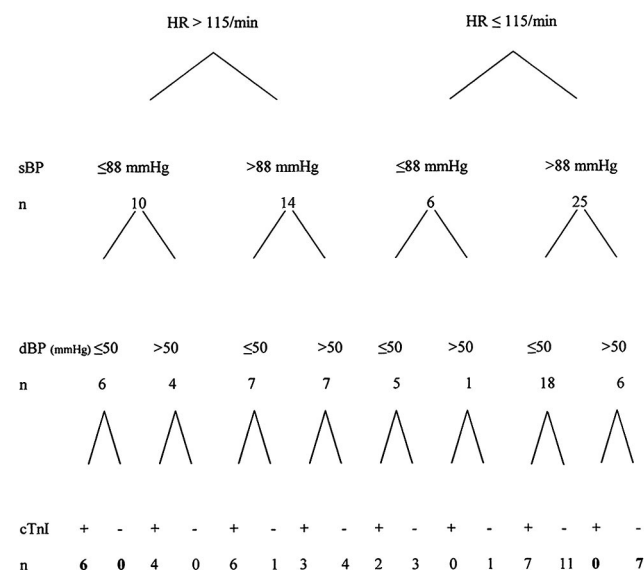 HR > 115/min HR ≤ 115/min
sBP ≤88 mmHg >88 mmHg ≤88 mmHg >88 mmHg
n 10 14 6 25
dBP (mmHg) ≤50 >50 ≤50 >50 ≤50 >50 ≤50 >50
n 6 4 7 7 5 1 18 6
cTnI + - + - + - + - + - + - + - + -
n 6 0 4 0 6 1 3 4 2 3 0 1 7 11 0 7